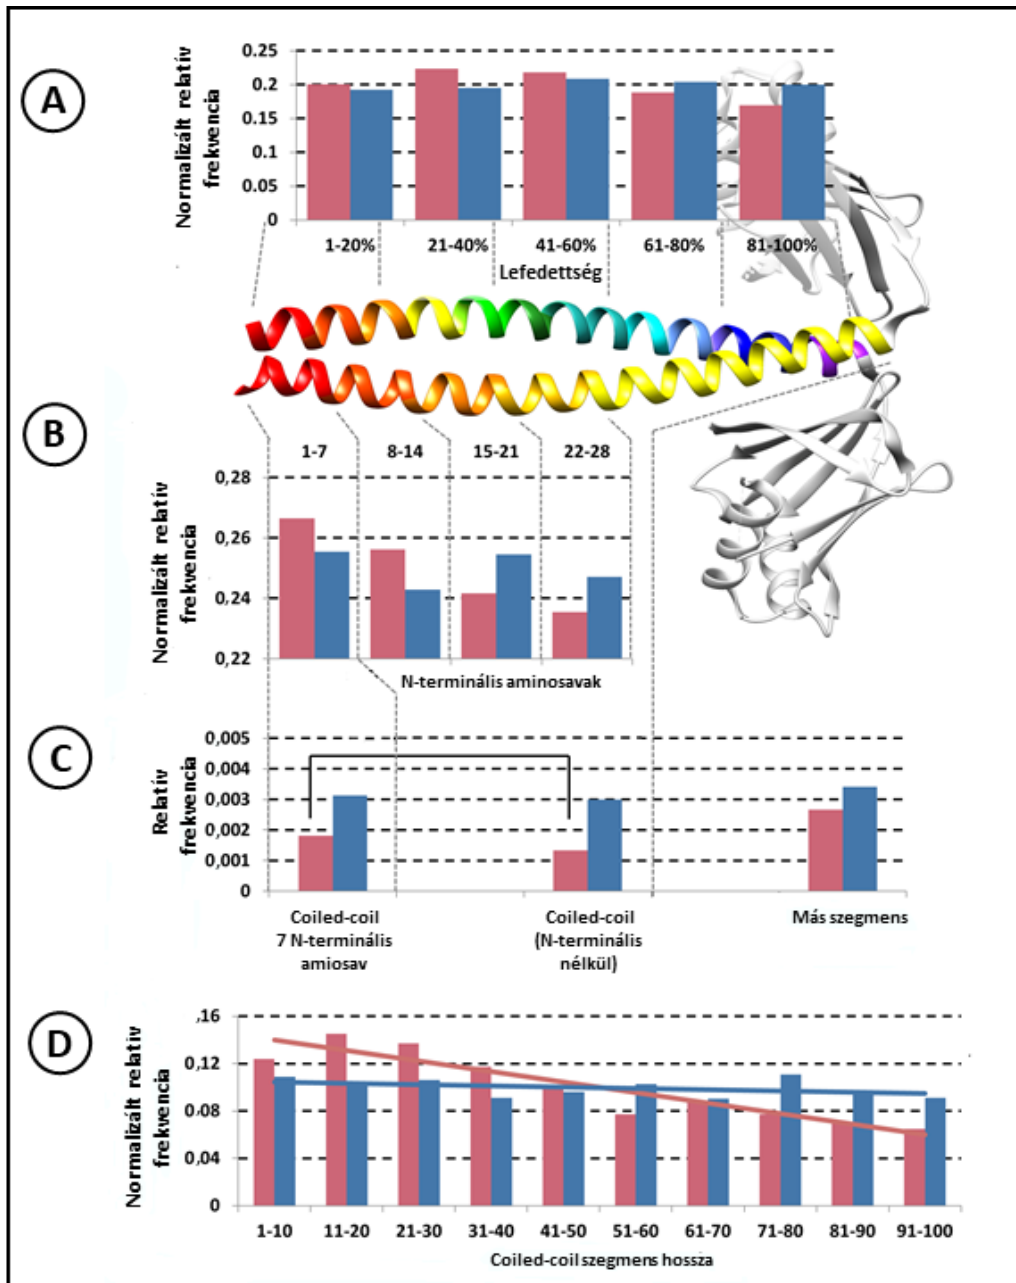 A
Normalizált relatív
frekvencia
0.25
0.2
0.15
0.1
0.05
0
1-20%
21-40%
41-60%
61-80%
81-100%
Lefedettség
B
1-7
8-14
15-21
22-28
Normalizált relatív
frekvencia
0,28
0,26
0,24
0,22
N-terminális aminosavak
C
Relatív
frekvencia
0,005
0,004
0,003
0,002
0,001
0
Coiled-coil
7 N-terminális
amiosav
Coiled-coil
(N-terminális
nélkül)
Más szegmens
D
Normalizált relatív
frekvencia
,16
0,12
0,08
0,04
0
1-10
11-20
21-30
31-40
41-50
51-60
61-70
71-80
81-90
91-100
Coiled-coil szegmens hossza